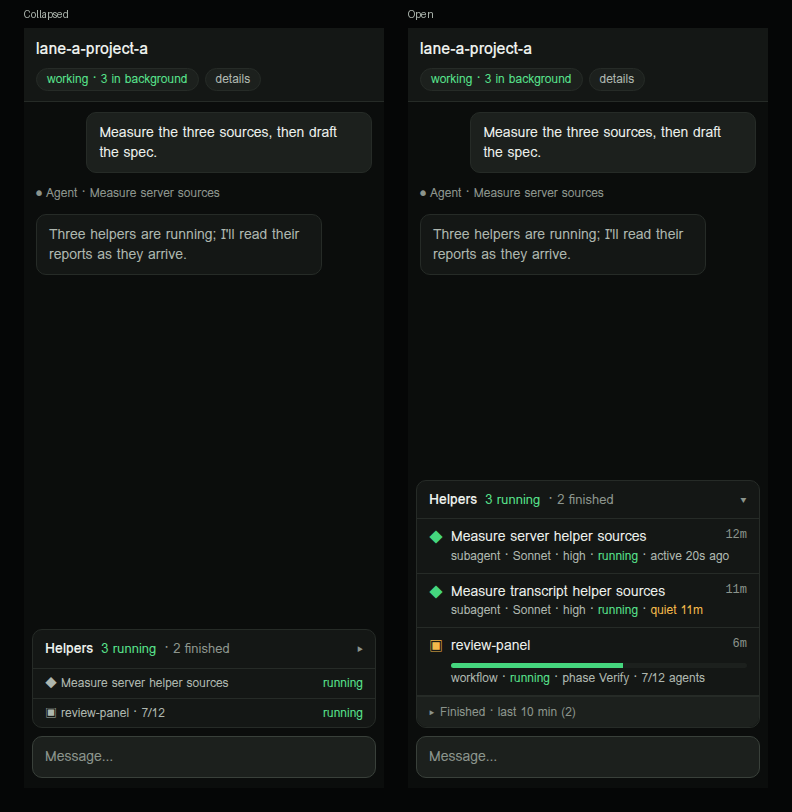 Collapsed
lane-a-project-a
working · 3 in background
details
Measure the three sources, then draft
the spec.
● Agent · Measure server sources
Three helpers are running; I'll read their
reports as they arrive.
Helpers 3 running · 2 finished ▸
◆ Measure server helper sources running
▣ review-panel · 7/12 running
Message...
Open
lane-a-project-a
working · 3 in background
details
Measure the three sources, then draft
the spec.
● Agent · Measure server sources
Three helpers are running; I'll read their
reports as they arrive.
Helpers 3 running · 2 finished ▾
◆ Measure server helper sources 12m
subagent · Sonnet · high · running · active 20s ago
◆ Measure transcript helper sources 11m
subagent · Sonnet · high · running · quiet 11m
▣ review-panel 6m
workflow · running · phase Verify · 7/12 agents
▸ Finished · last 10 min (2)
Message...